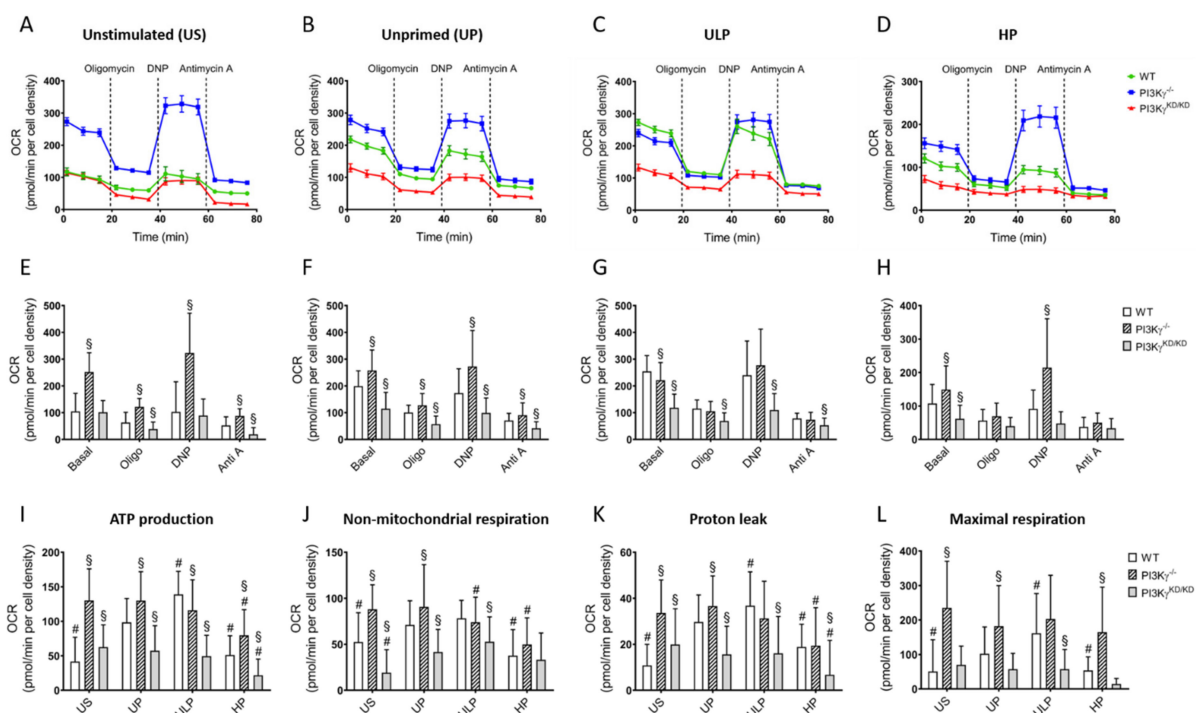 A
Unstimulated (US)
B
Unprimed (UP)
C
ULP
D
HP
Oligomycin DNP Antimycin A
Oligomycin DNP Antimycin A
Oligomycin DNP Antimycin A
Oligomycin DNP Antimycin A
OCR
(pmol/min per cell density)
400
300
200
100
0
0 20 40 60 80
Time (min)
OCR
(pmol/min per cell density)
400
300
200
100
0
0 20 40 60 80
Time (min)
OCR
(pmol/min per cell density)
400
300
200
100
0
0 20 40 60 80
Time (min)
OCR
(pmol/min per cell density)
300
200
100
0
0 20 40 60 80
Time (min)
WT
PI3Kγ-/-
PI3KγKD/KD
E
OCR
(pmol/min per cell density)
500
400
300
200
100
0
§ § § § § §
Basal Oligo DNP Anti A
F
OCR
(pmol/min per cell density)
500
400
300
200
100
0
§ § § § § § § §
Basal Oligo DNP Anti A
G
OCR
(pmol/min per cell density)
500
400
300
200
100
0
§ § § § §
Basal Oligo DNP Anti A
H
OCR
(pmol/min per cell density)
400
300
200
100
0
§ § §
Basal Oligo DNP Anti A
WT
PI3Kγ-/-
PI3KγKD/KD
I
ATP production
OCR
(pmol/min per cell density)
200
150
100
50
0
# § § § § # § § # § # § #
US UP ULP HP
J
Non-mitochondrial respiration
OCR
(pmol/min per cell density)
150
100
50
0
# § § # § § # § # §
US UP ULP HP
K
Proton leak
OCR
(pmol/min per cell density)
60
40
20
0
# § § § § # § # # § #
US UP ULP HP
L
Maximal respiration
OCR
(pmol/min per cell density)
400
300
200
100
0
# § § # § # §
US UP ULP HP
WT
PI3Kγ-/-
PI3KγKD/KD